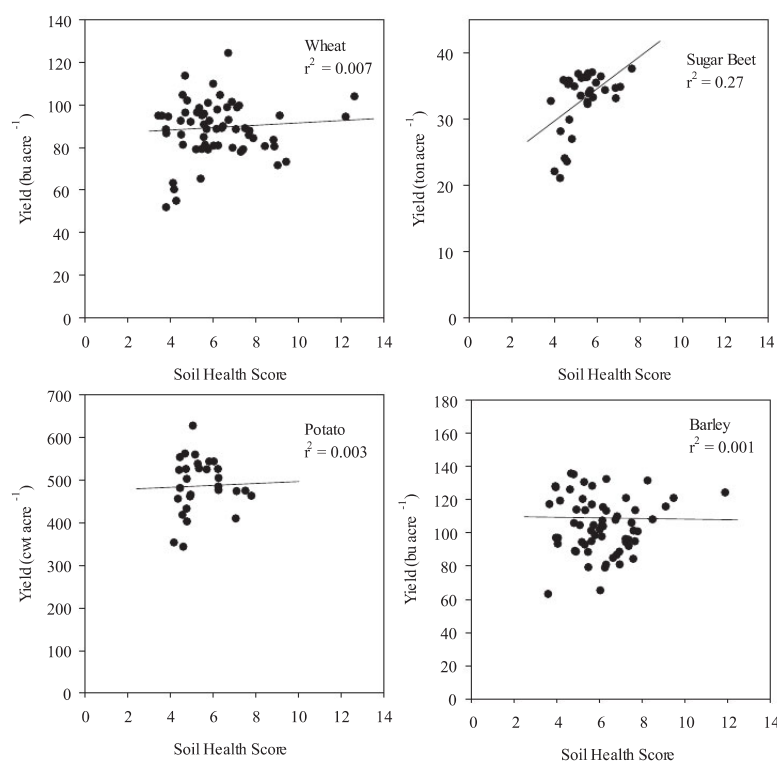 140
120
100
80
60
40
20
0
Yield (bu acre ⁻¹)
Wheat
r² = 0.007
0 2 4 6 8 10 12 14
Soil Health Score
40
30
20
10
0
Yield (ton acre ⁻¹)
Sugar Beet
r² = 0.27
0 2 4 6 8 10 12 14
Soil Health Score
700
600
500
400
300
200
100
0
Yield (cwt acre ⁻¹)
Potato
r² = 0.003
0 2 4 6 8 10 12 14
Soil Health Score
180
160
140
120
100
80
60
40
20
0
Yield (bu acre ⁻¹)
Barley
r² = 0.001
0 2 4 6 8 10 12 14
Soil Health Score